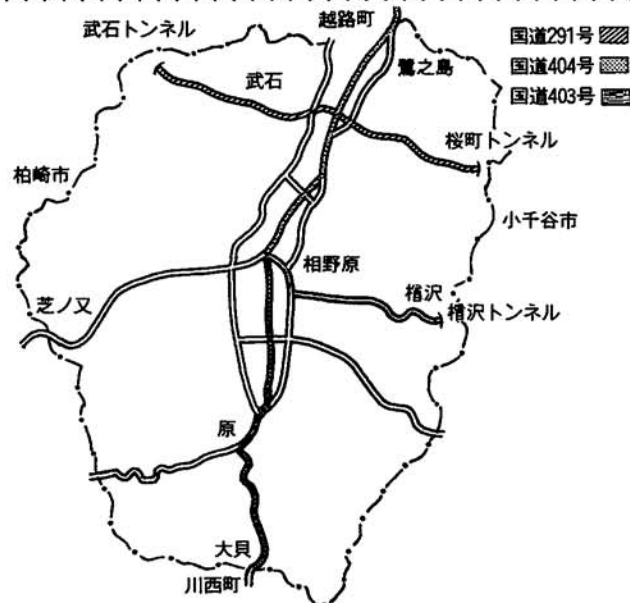 越路町
武石トンネル
国道291号
鷺之島
国道404号
武石
国道403号
桜町トンネル
柏崎市
小千谷市
相野原
楢沢
芝ノ又
楢沢トンネル
原
大貝
川西町